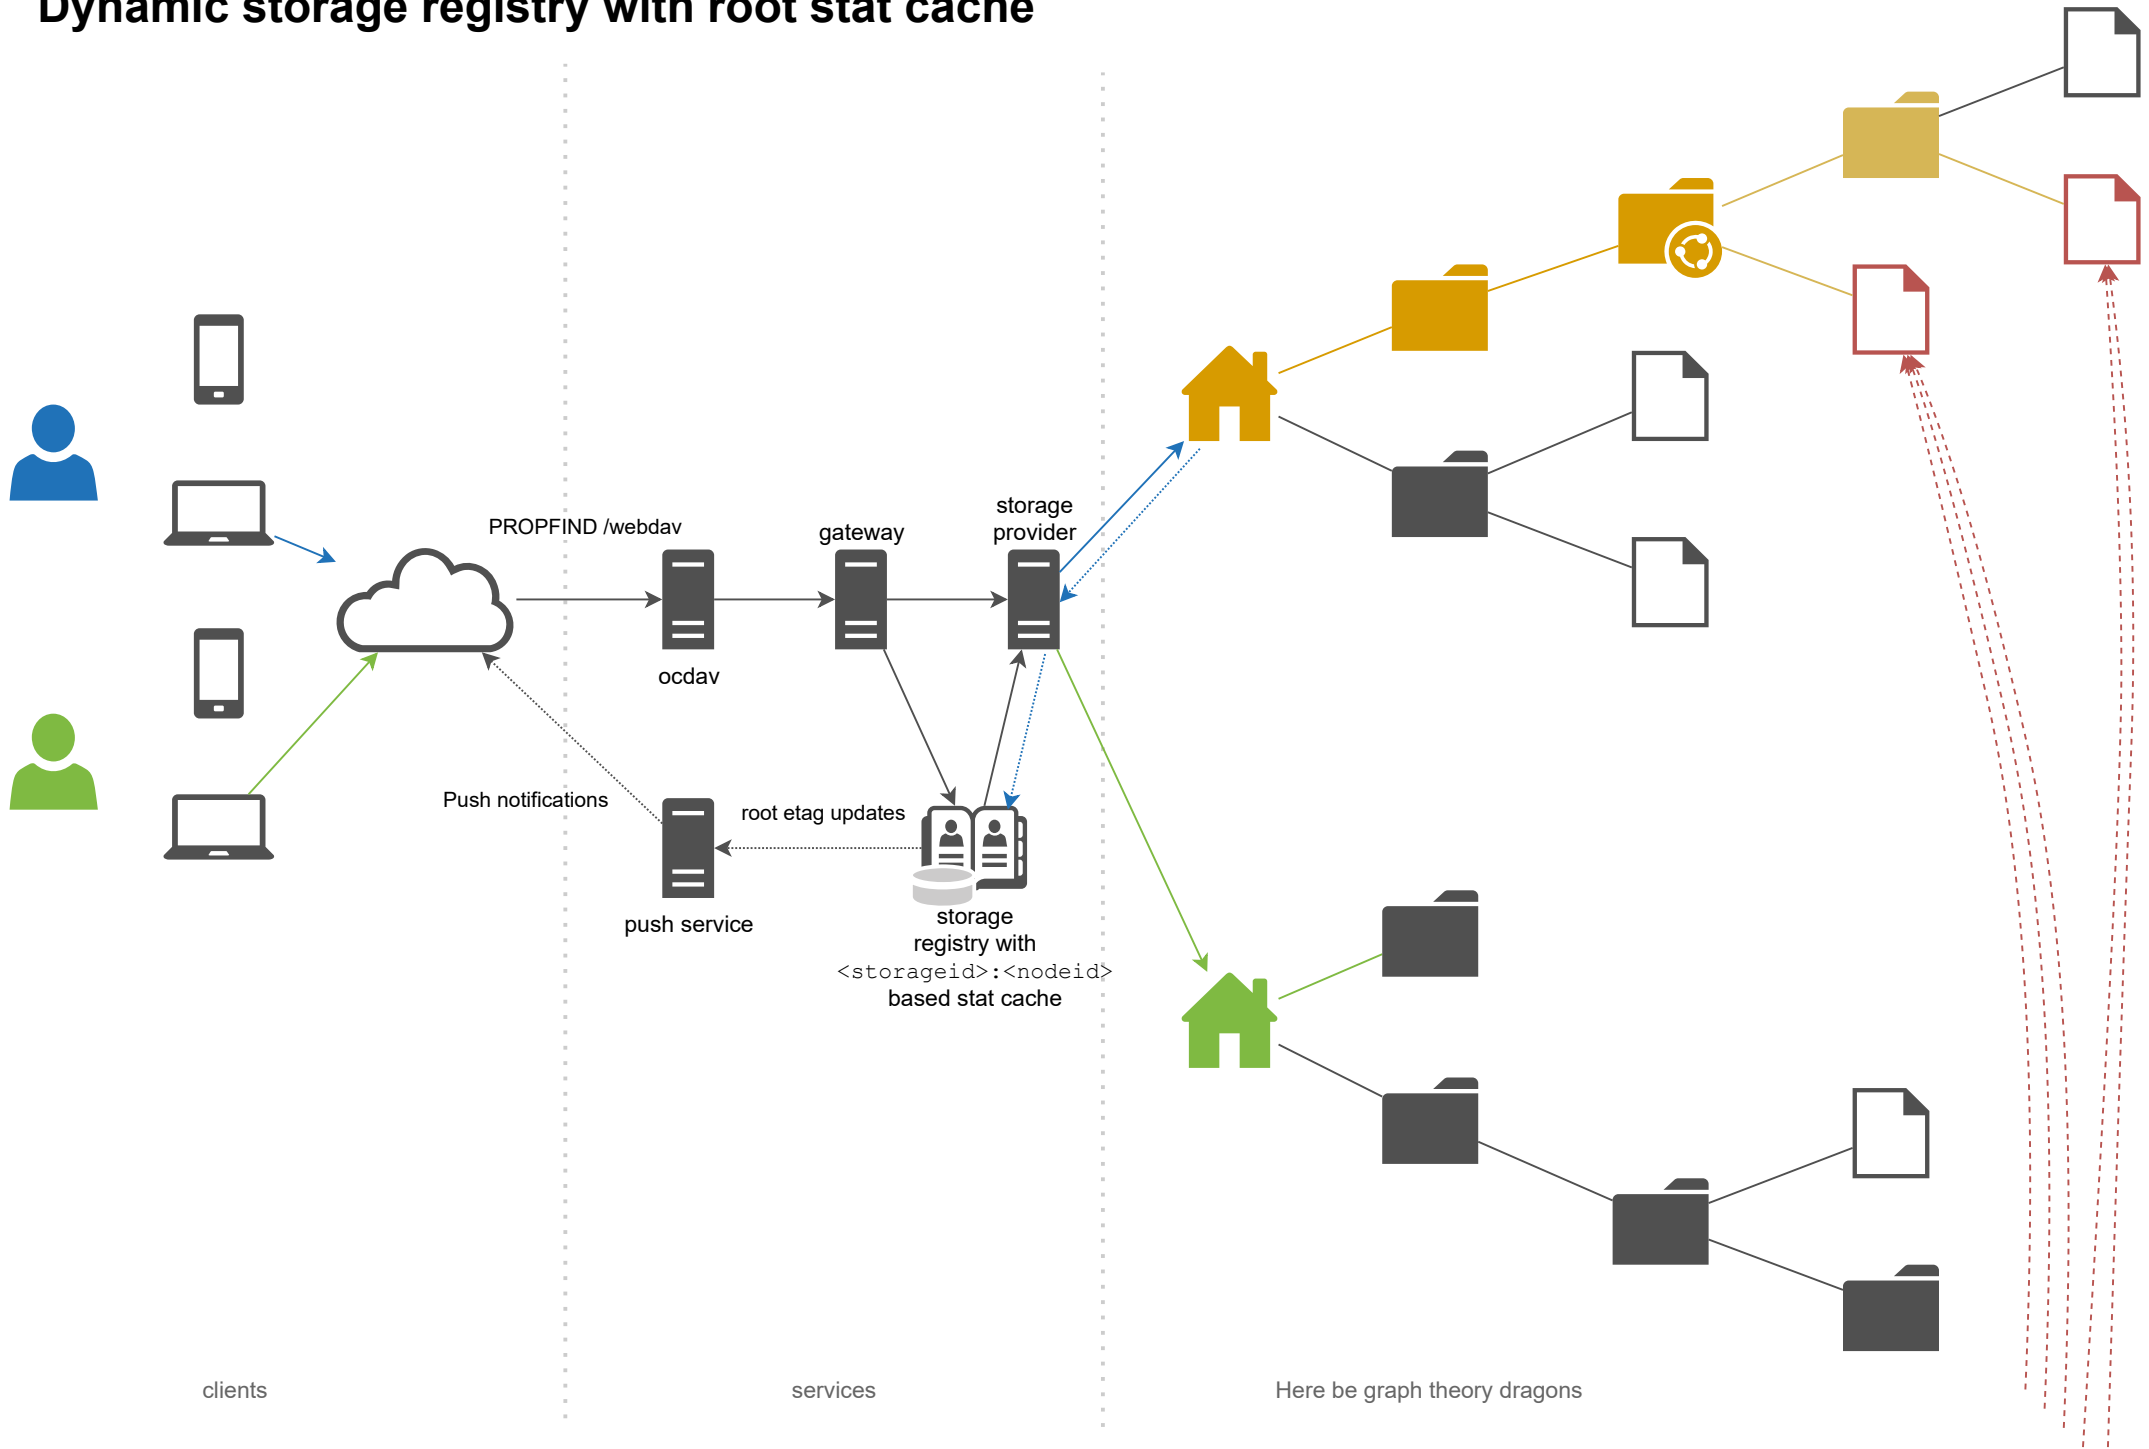 Dynamic storage registry with root stat cache
storage
provider
PROPFIND /webdav
gateway
ocdav
Push notifications
root etag updates
push service
storage
registry with
<storageid>:<nodeid>
based stat cache
clients
services
Here be graph theory dragons